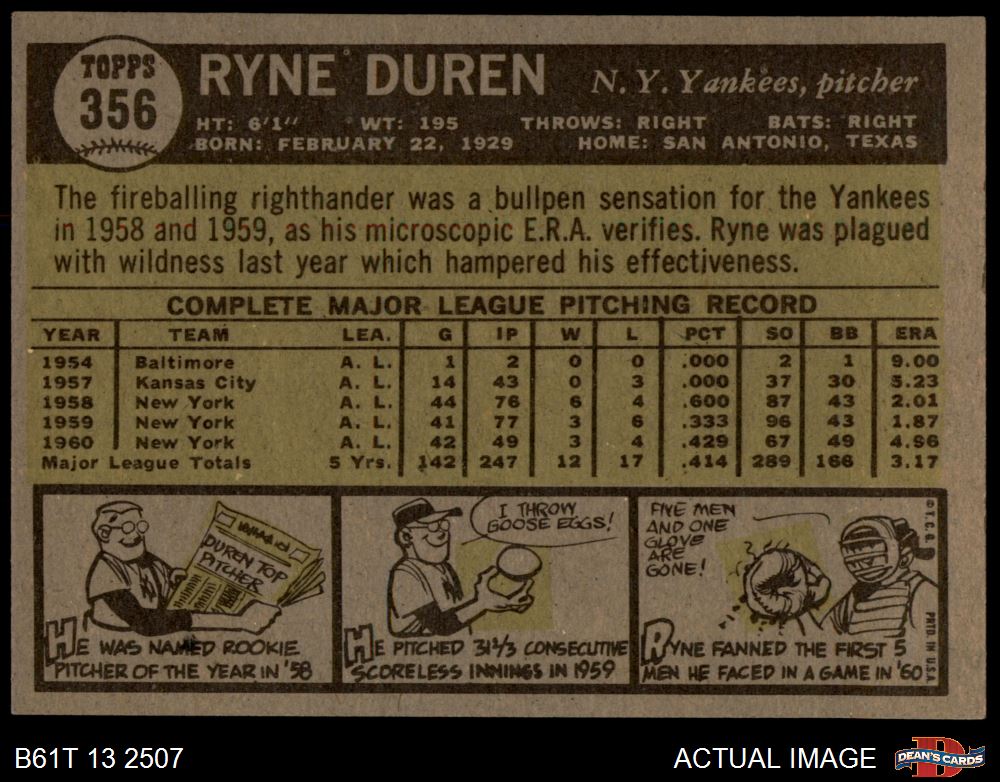 TOPPS
356
RYNE DUREN N. Y. Yankees, pitcher
HT: 6'1" WT: 195 THROWS: RIGHT BATS: RIGHT
BORN: FEBRUARY 22, 1929 HOME: SAN ANTONIO, TEXAS
The fireballing righthander was a bullpen sensation for the Yankees
in 1958 and 1959, as his microscopic E.R.A. verifies. Ryne was plagued
with wildness last year which hampered his effectiveness.
COMPLETE MAJOR LEAGUE PITCHING RECORD
YEAR TEAM LEA. G IP W L PCT SO BB ERA
1954 Baltimore A. L. 1 2 0 0 .000 2 1 9.00
1957 Kansas City A. L. 14 43 0 3 .000 37 30 5.23
1958 New York A. L. 44 76 6 4 .600 87 43 2.01
1959 New York A. L. 41 77 3 6 .333 96 43 1.87
1960 New York A. L. 42 49 3 4 .429 67 49 4.96
Major League Totals 5 Yrs. 142 247 12 17 .414 289 166 3.17
DUREN TOP
PITCHER
HE WAS NAMED ROOKIE
PITCHER OF THE YEAR IN '58
I THROW
GOOSE EGGS!
HE PITCHED 31 1/3 CONSECUTIVE
SCORELESS INNINGS IN 1959
FIVE MEN
AND ONE
GLOVE
ARE
GONE!
RYNE FANNED THE FIRST 5
MEN HE FACED IN A GAME IN '60
© T.C.G.
PRTD. IN U.S.A.
B61T 13 2507 ACTUAL IMAGE
D
DEAN'S CARDS